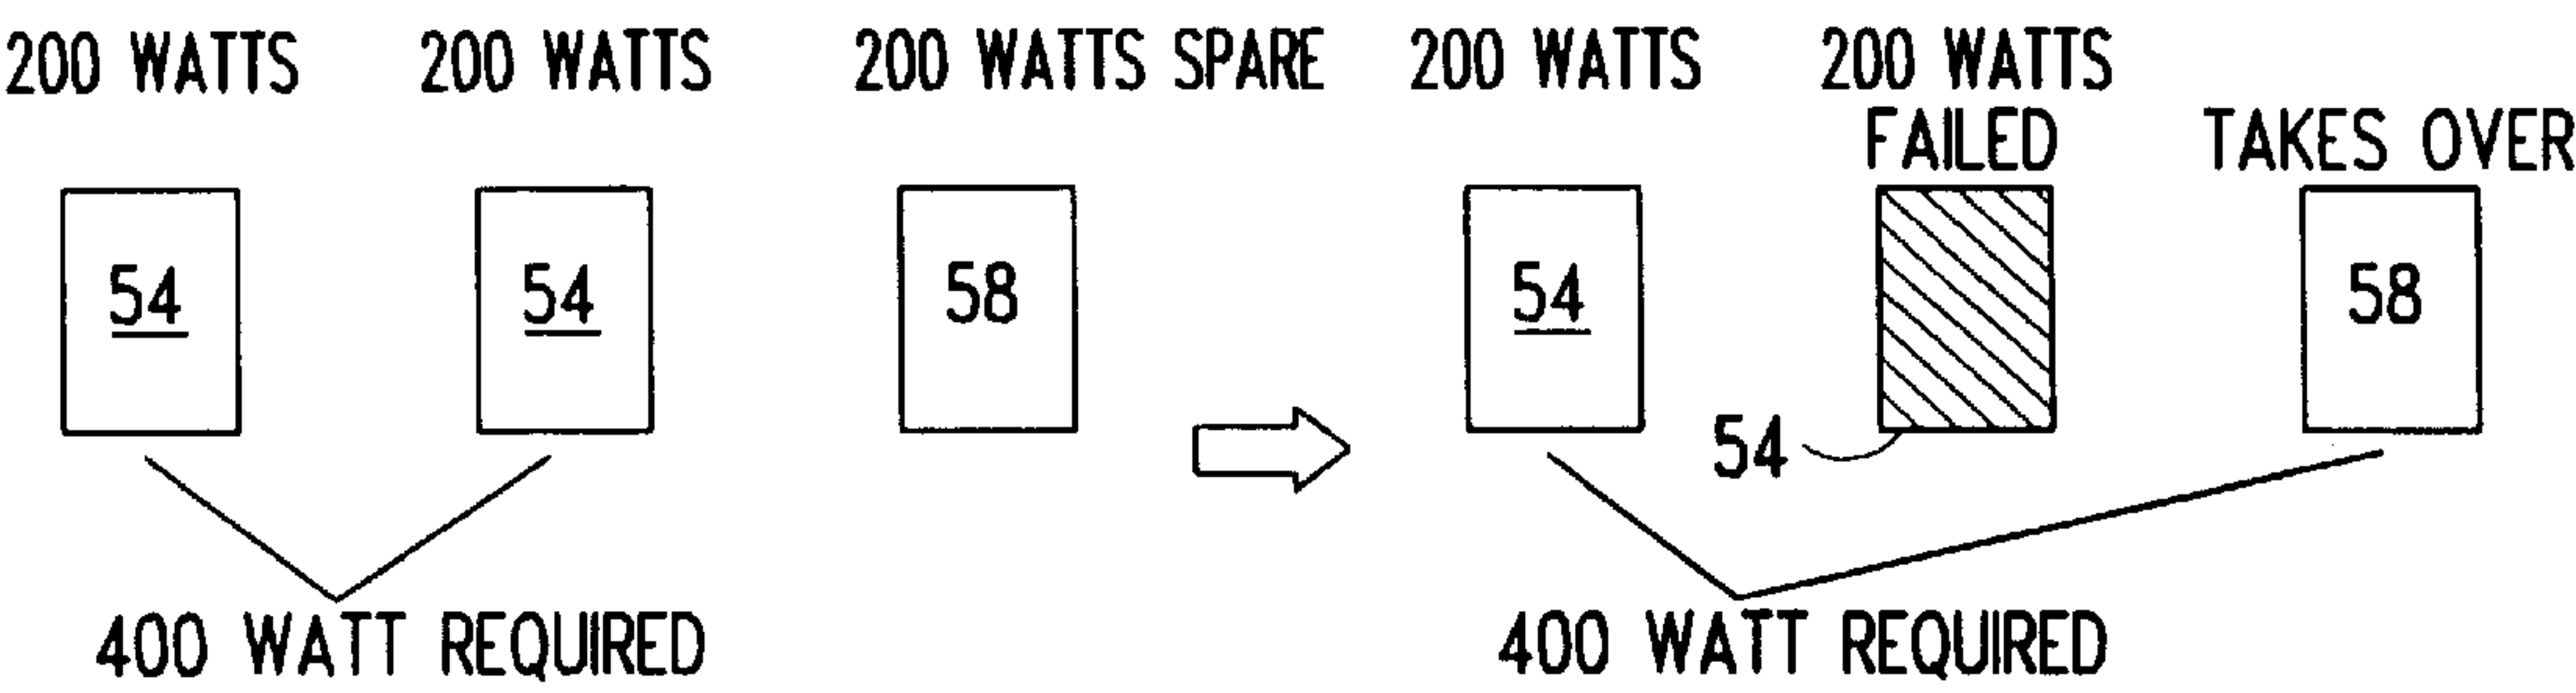 200 WATTS 200 WATTS 200 WATTS SPARE 200 WATTS 200 WATTS
FAILED TAKES OVER
54 54 58 54 58
54
400 WATT REQUIRED 400 WATT REQUIRED